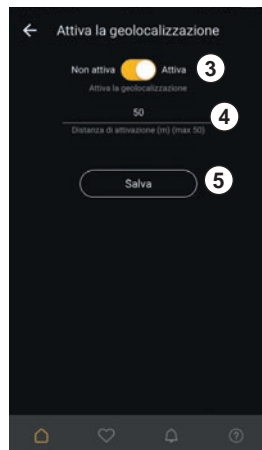 Attiva la geolocalizzazione
Non attiva Attiva 3
Attiva la geolocalizzazione
50 4
Distanza di attivazione (m) (max 50)
Salva 5